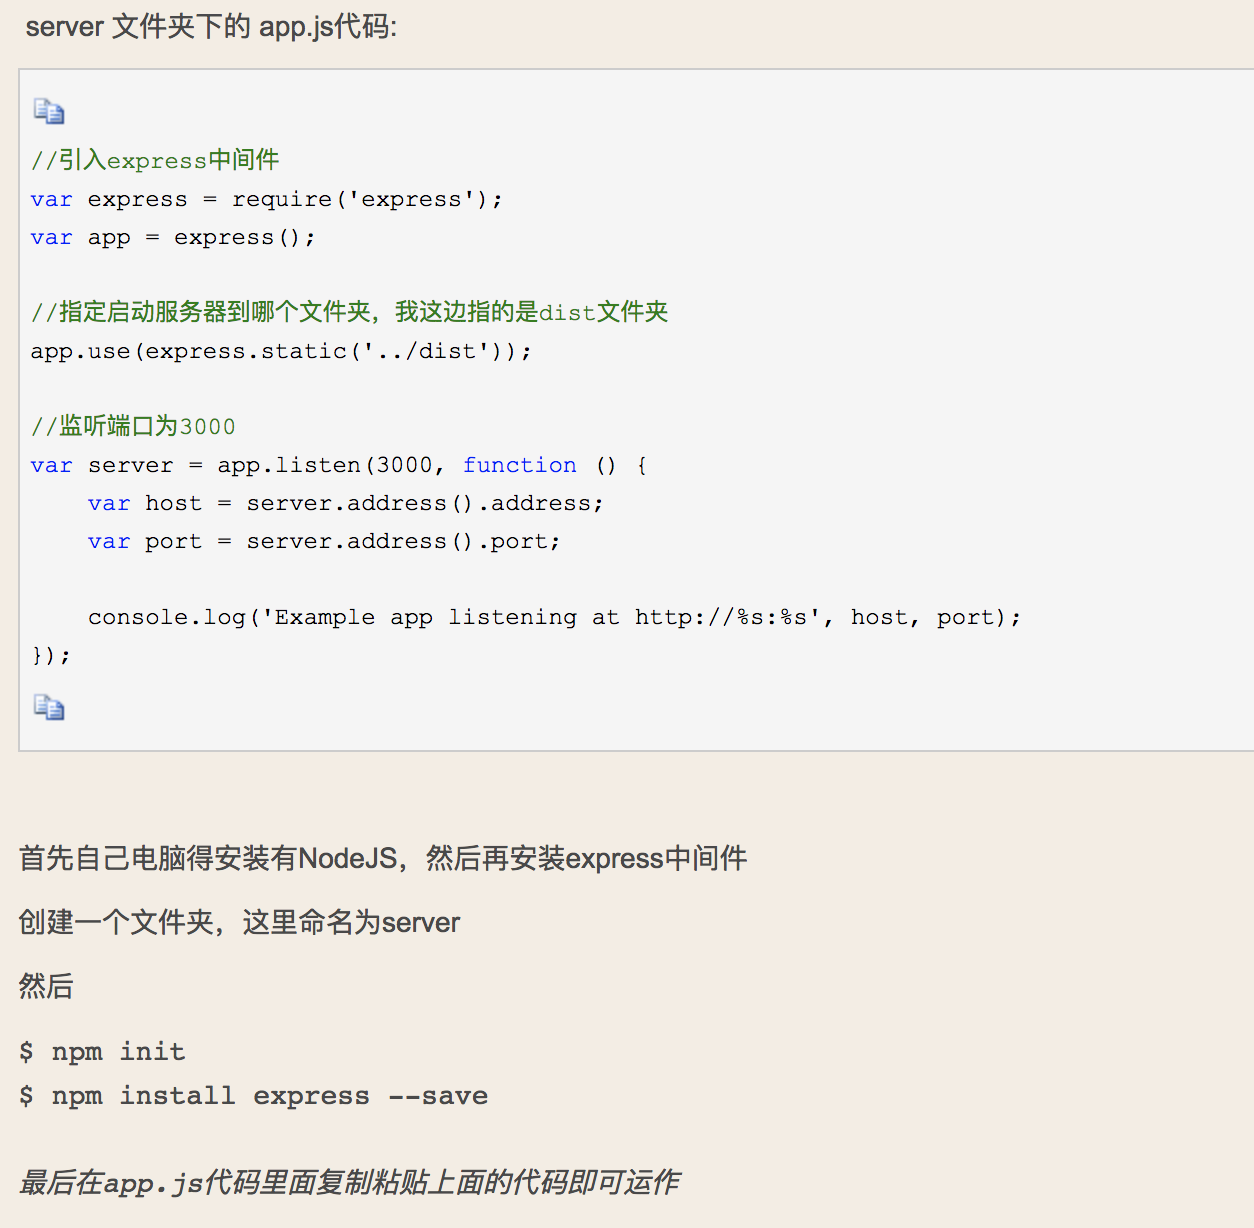 server 文件夹下的 app.js代码:
//引入express中间件
var express = require('express');
var app = express();
//指定启动服务器到哪个文件夹，我这边指的是dist文件夹
app.use(express.static('../dist'));
//监听端口为3000
var server = app.listen(3000, function () {
    var host = server.address().address;
    var port = server.address().port;
    console.log('Example app listening at http://%s:%s', host, port);
});
首先自己电脑得安装有NodeJS，然后再安装express中间件
创建一个文件夹，这里命名为server
然后
$ npm init
$ npm install express --save
最后在app.js代码里面复制粘贴上面的代码即可运作